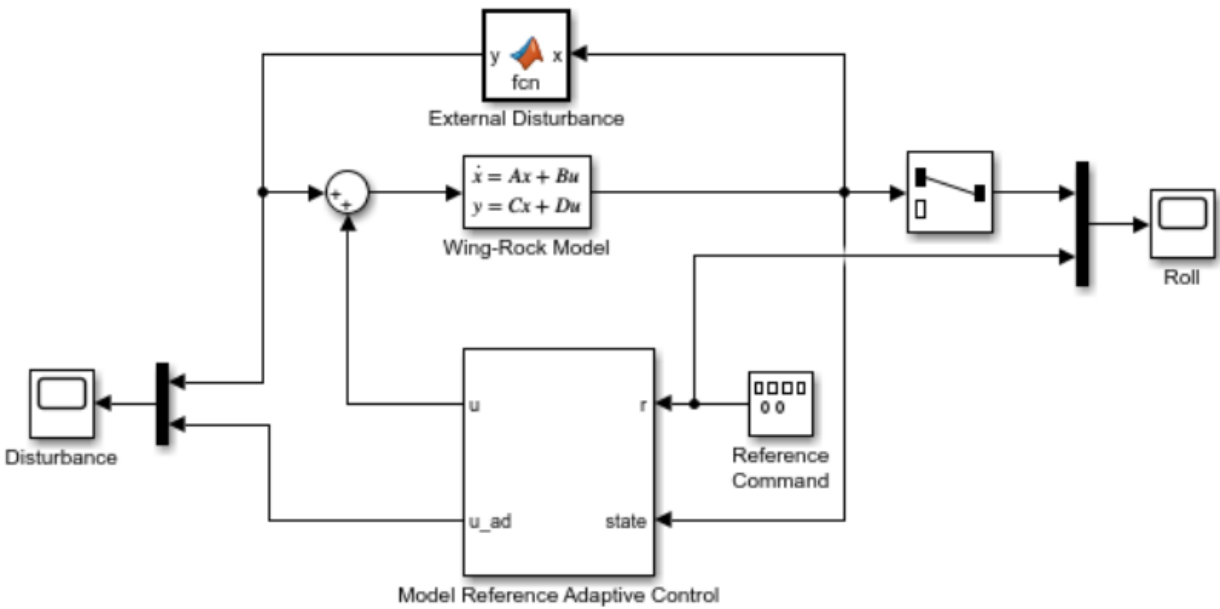 y x
fcn
External Disturbance
+
+
ẋ = Ax + Bu
y = Cx + Du
Wing-Rock Model
Roll
Disturbance
u r
Reference
Command
u_ad state
Model Reference Adaptive Control